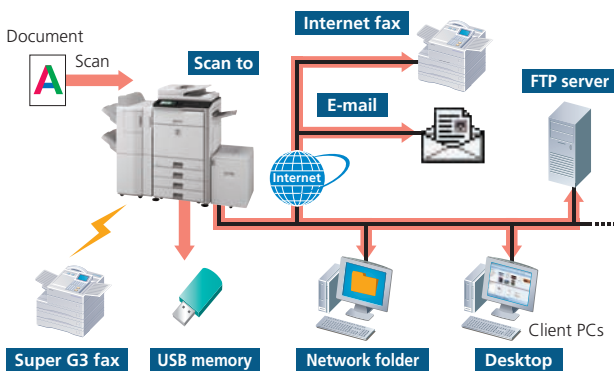 Document
Scan
A
Scan to
Internet fax
E-mail
FTP server
Internet
Client PCs
Super G3 fax
USB memory
Network folder
Desktop